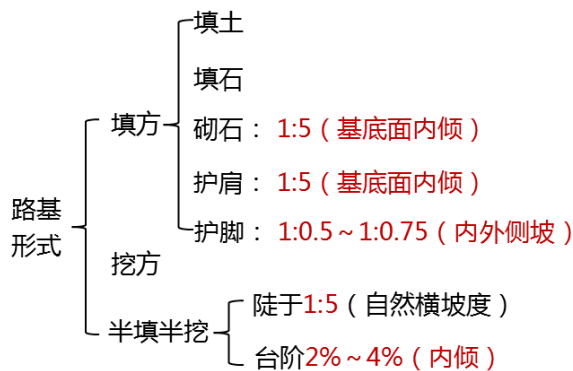 填土
填石
填方
砌石：1:5（基底面内倾）
护肩：1:5（基底面内倾）
护脚：1:0.5～1:0.75（内外侧坡）
路基
形式
挖方
半填半挖
陡于1:5（自然横坡度）
台阶2%～4%（内倾）